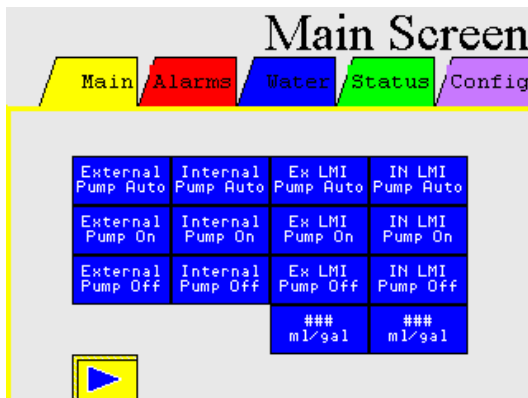 Main Screen
Main Alarms Water Status Config
External Internal Ex LMI IN LMI
Pump Auto Pump Auto Pump Auto Pump Auto
External Internal Ex LMI IN LMI
Pump On Pump On Pump On Pump On
External Internal Ex LMI IN LMI
Pump Off Pump Off Pump Off Pump Off
### ###
ml/gal ml/gal